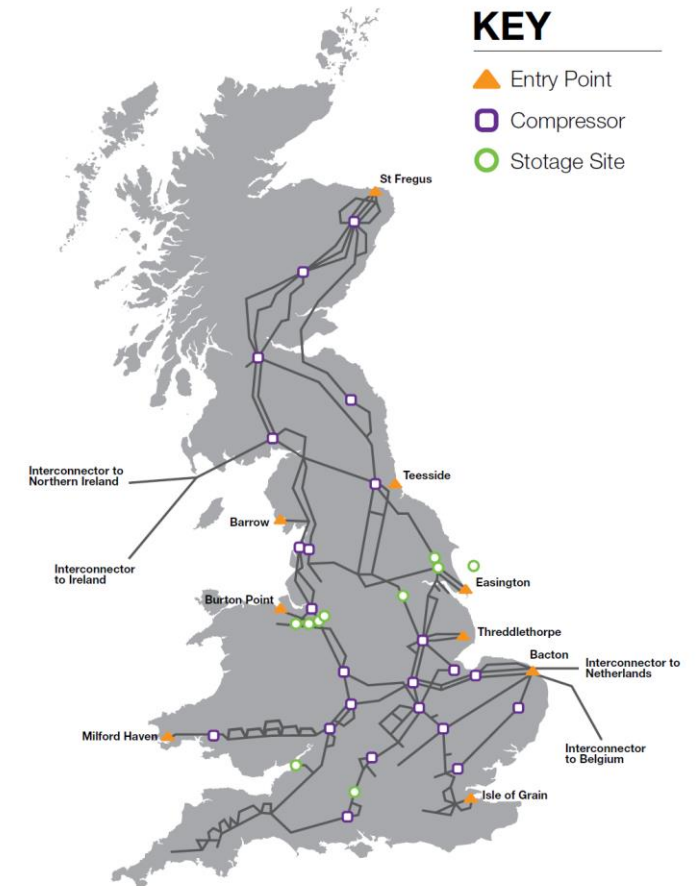 KEY
Entry Point
Compressor
Stotage Site
St Fregus
Teesside
Interconnector to
Northern Ireland
Barrow
Interconnector
to Ireland
Easington
Burton Point
Threddlethorpe
Bacton
Interconnector to
Netherlands
Milford Haven
Interconnector
to Belgium
Isle of Grain